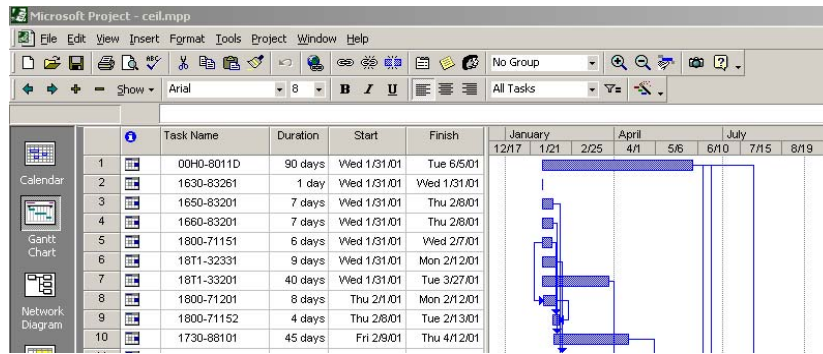 Microsoft Project - ceil.mpp
File Edit View Insert Format Tools Project Window Help
ABC No Group
Show Arial 8 B I U All Tasks
Task Name Duration Start Finish January April July
12/17 1/21 2/25 4/1 5/6 6/10 7/15 8/19
Calendar
Gantt Chart
Network Diagram
1 00H0-8011D 90 days Wed 1/31/01 Tue 6/5/01
2 1630-83261 1 day Wed 1/31/01 Wed 1/31/01
3 1650-83201 7 days Wed 1/31/01 Thu 2/8/01
4 1660-83201 7 days Wed 1/31/01 Thu 2/8/01
5 1800-71151 6 days Wed 1/31/01 Wed 2/7/01
6 18T1-32331 9 days Wed 1/31/01 Mon 2/12/01
7 18T1-33201 40 days Wed 1/31/01 Tue 3/27/01
8 1800-71201 8 days Thu 2/1/01 Mon 2/12/01
9 1800-71152 4 days Thu 2/8/01 Tue 2/13/01
10 1730-88101 45 days Fri 2/9/01 Thu 4/12/01